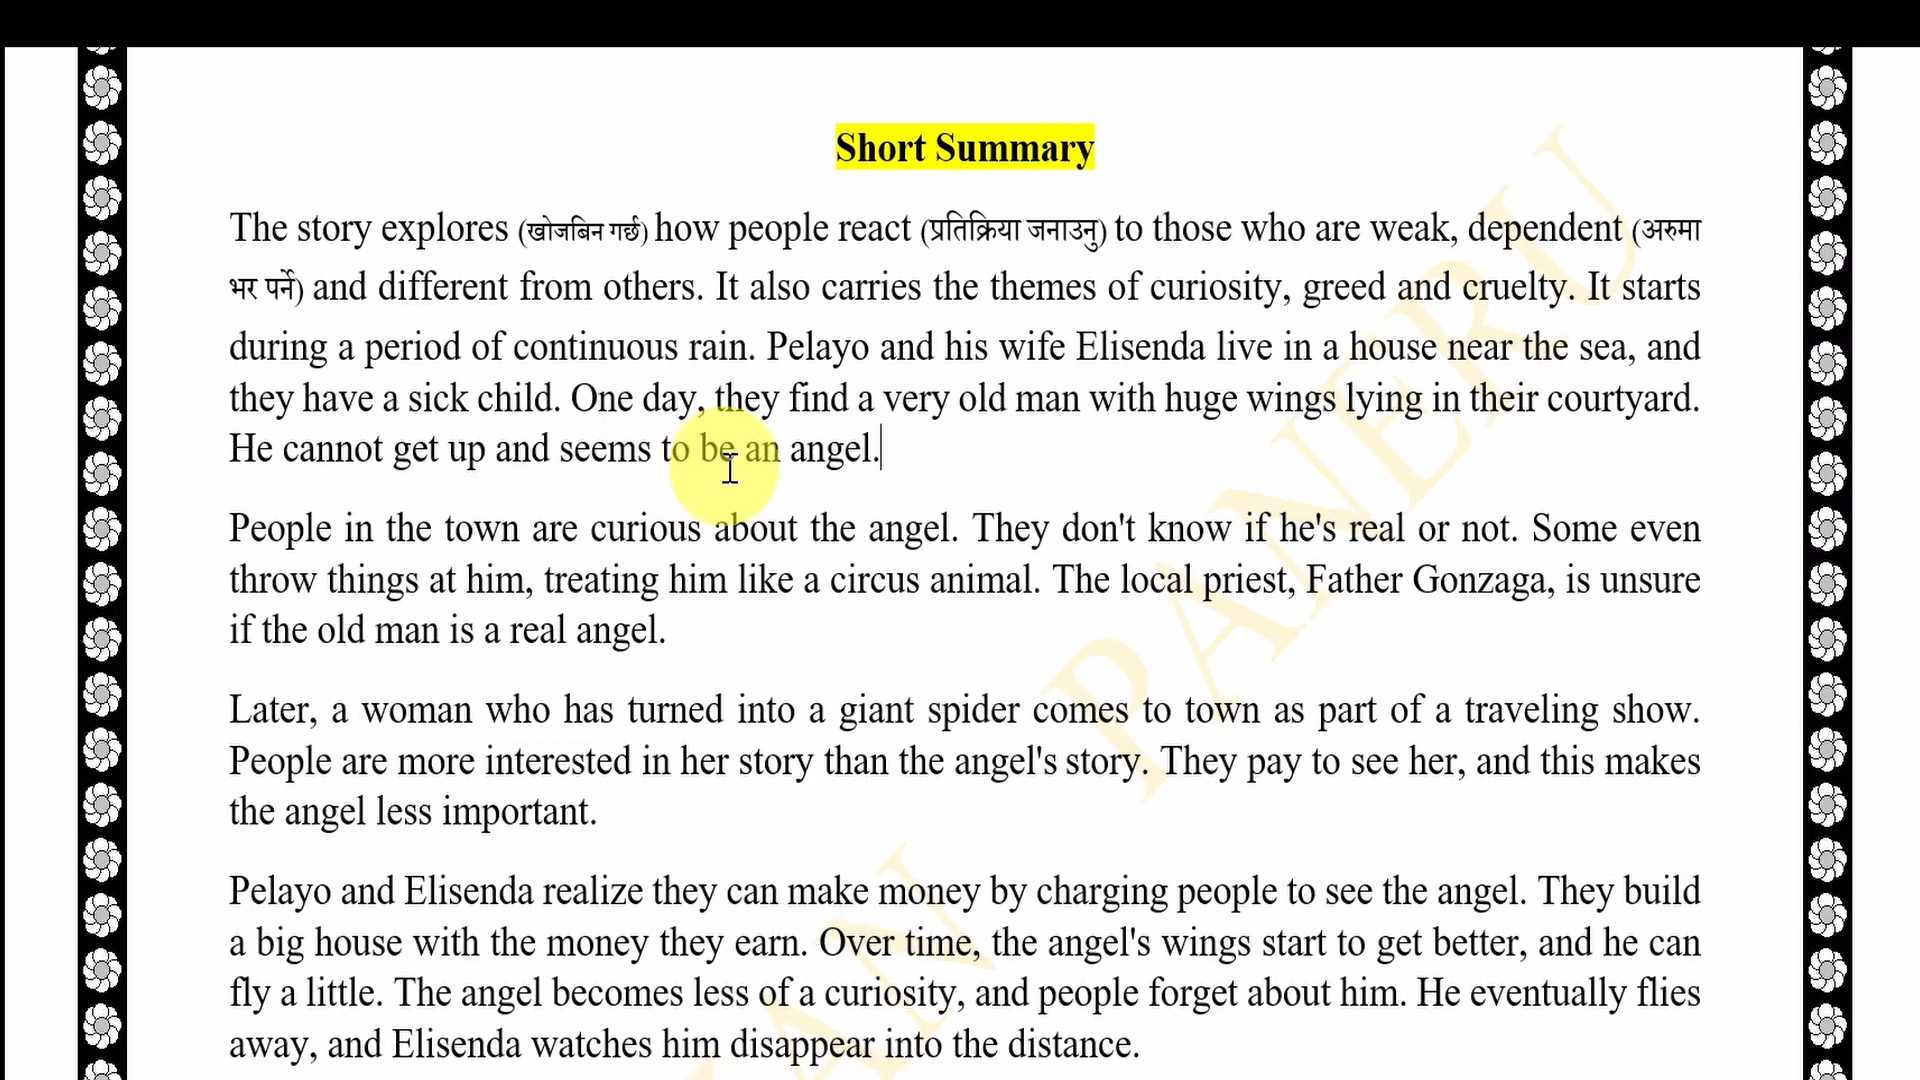 Short Summary
The story explores (खोजबिन गर्छ) how people react (प्रतिक्रिया जनाउनु) to those who are weak, dependent (अरुमा
भर पर्ने) and different from others. It also carries the themes of curiosity, greed and cruelty. It starts
during a period of continuous rain. Pelayo and his wife Elisenda live in a house near the sea, and
they have a sick child. One day, they find a very old man with huge wings lying in their courtyard.
He cannot get up and seems to be an angel.
People in the town are curious about the angel. They don't know if he's real or not. Some even
throw things at him, treating him like a circus animal. The local priest, Father Gonzaga, is unsure
if the old man is a real angel.
Later, a woman who has turned into a giant spider comes to town as part of a traveling show.
People are more interested in her story than the angel's story. They pay to see her, and this makes
the angel less important.
Pelayo and Elisenda realize they can make money by charging people to see the angel. They build
a big house with the money they earn. Over time, the angel's wings start to get better, and he can
fly a little. The angel becomes less of a curiosity, and people forget about him. He eventually flies
away, and Elisenda watches him disappear into the distance.
PANERU